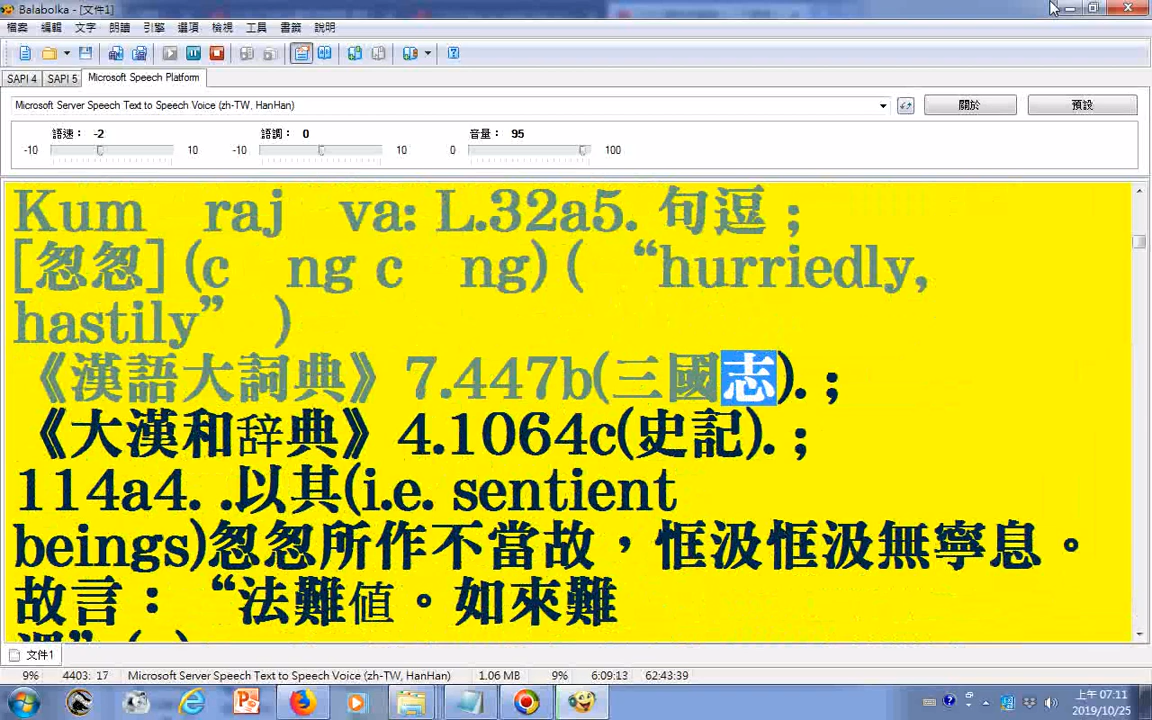 Balabolka - [文件1]
檔案 編輯 文字 朗讀 引擎 選項 檢視 工具 書籤 說明
SAPI 4 SAPI 5 Microsoft Speech Platform
Microsoft Server Speech Text to Speech Voice (zh-TW, HanHan)
關於 預設
語速： -2 語調： 0 音量： 95
-10 10 -10 10 0 100
Kum raj va: L.32a5. 句逗；
[忽忽] (c ng c ng) ( “hurriedly,
hastily” )
《漢語大詞典》 7.447b(三國志).；
《大漢和辞典》 4.1064c(史記).；
114a4. .以其(i.e. sentient
beings)忽忽所作不當故，恇汲恇汲無寧息。
故言：“法難値。如來難
文件1
9% 4403: 17 Microsoft Server Speech Text to Speech Voice (zh-TW, HanHan) 1.06 MB 9% 6:09:13 62:43:39
上午 07:11
2019/10/25